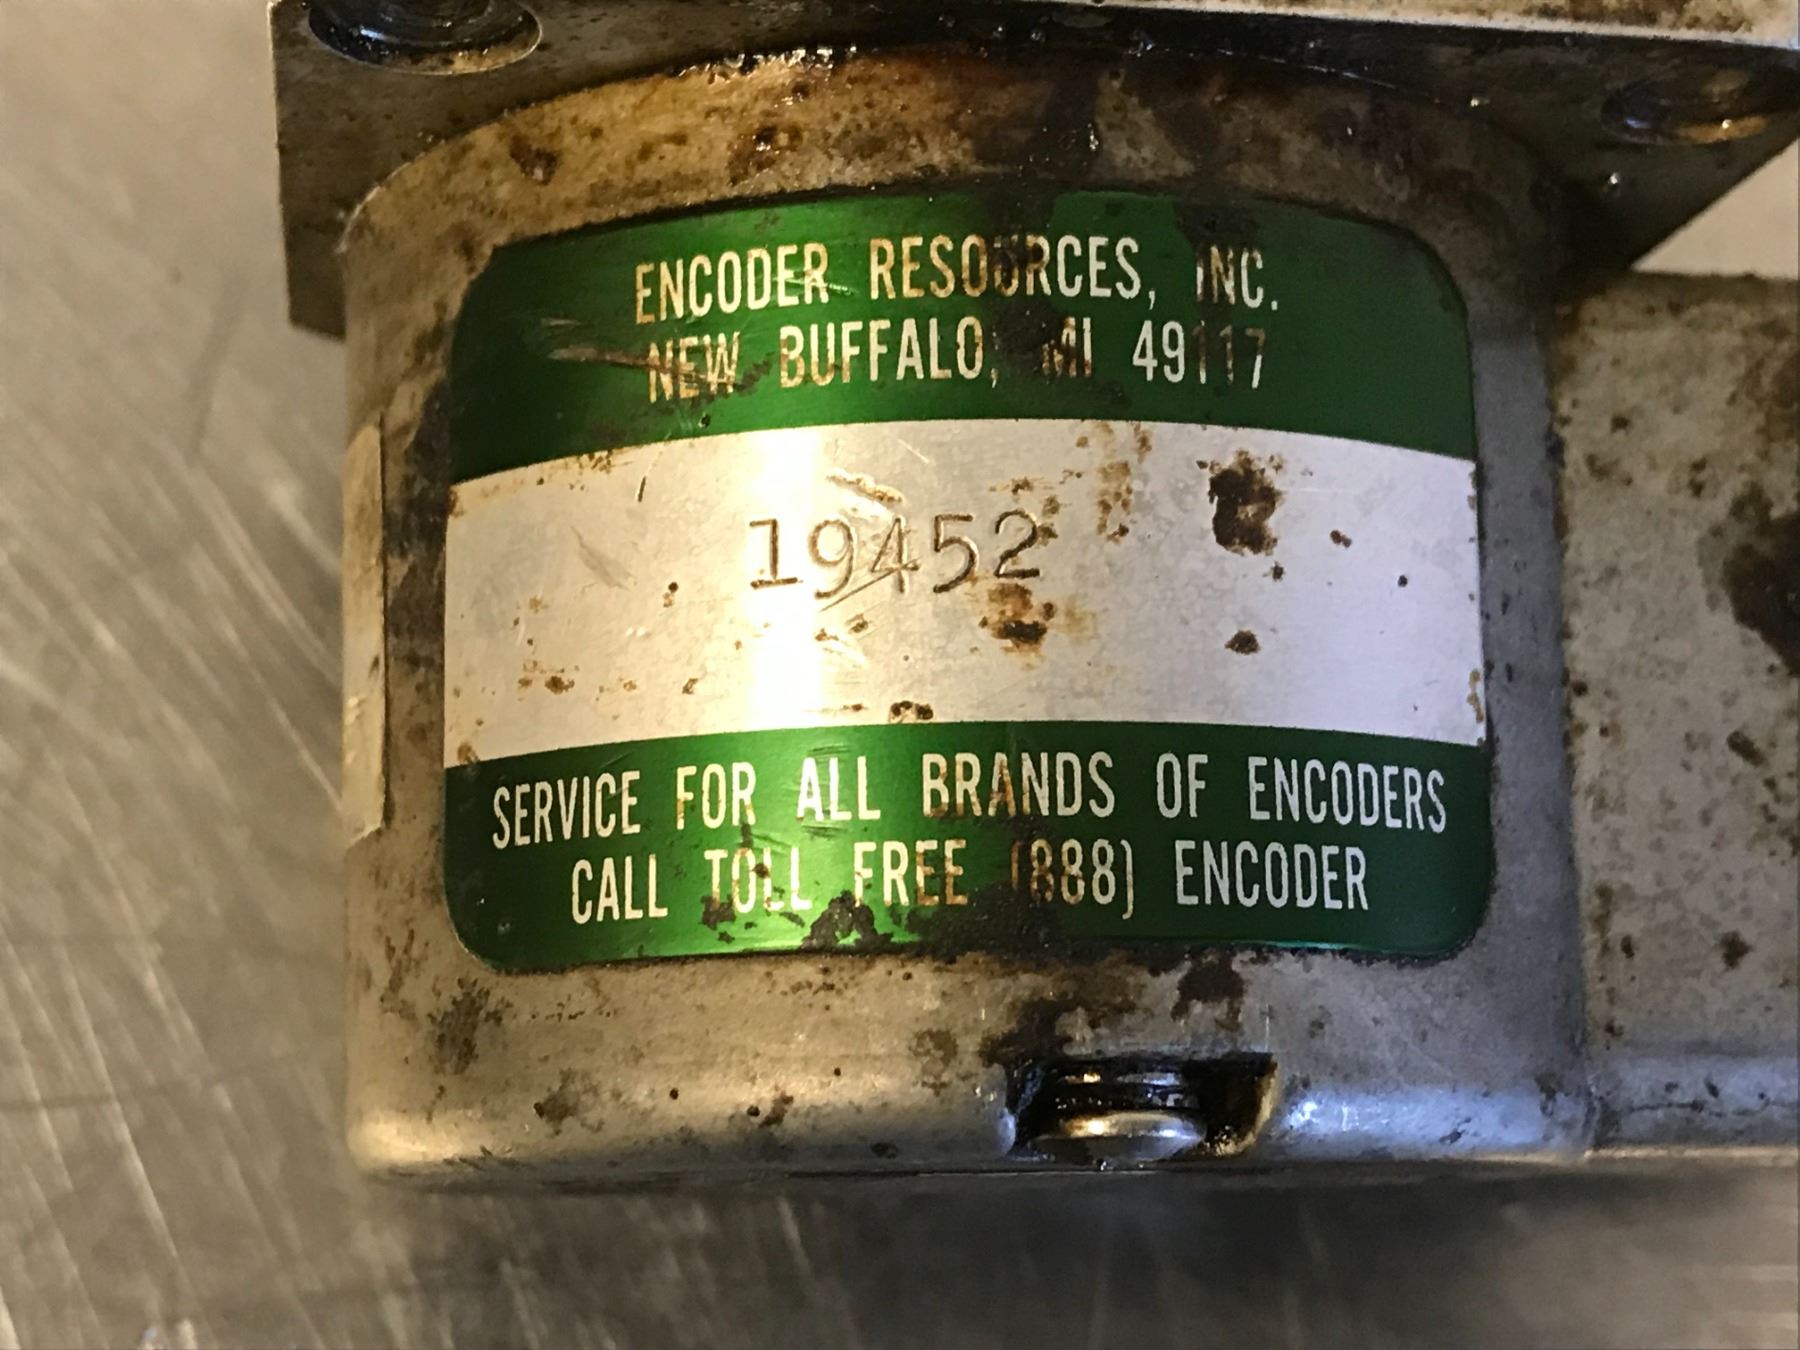 ENCODER RESOURCES, INC.
NEW BUFFALO, MI 49117
19452
SERVICE FOR ALL BRANDS OF ENCODERS
CALL TOLL FREE (888) ENCODER